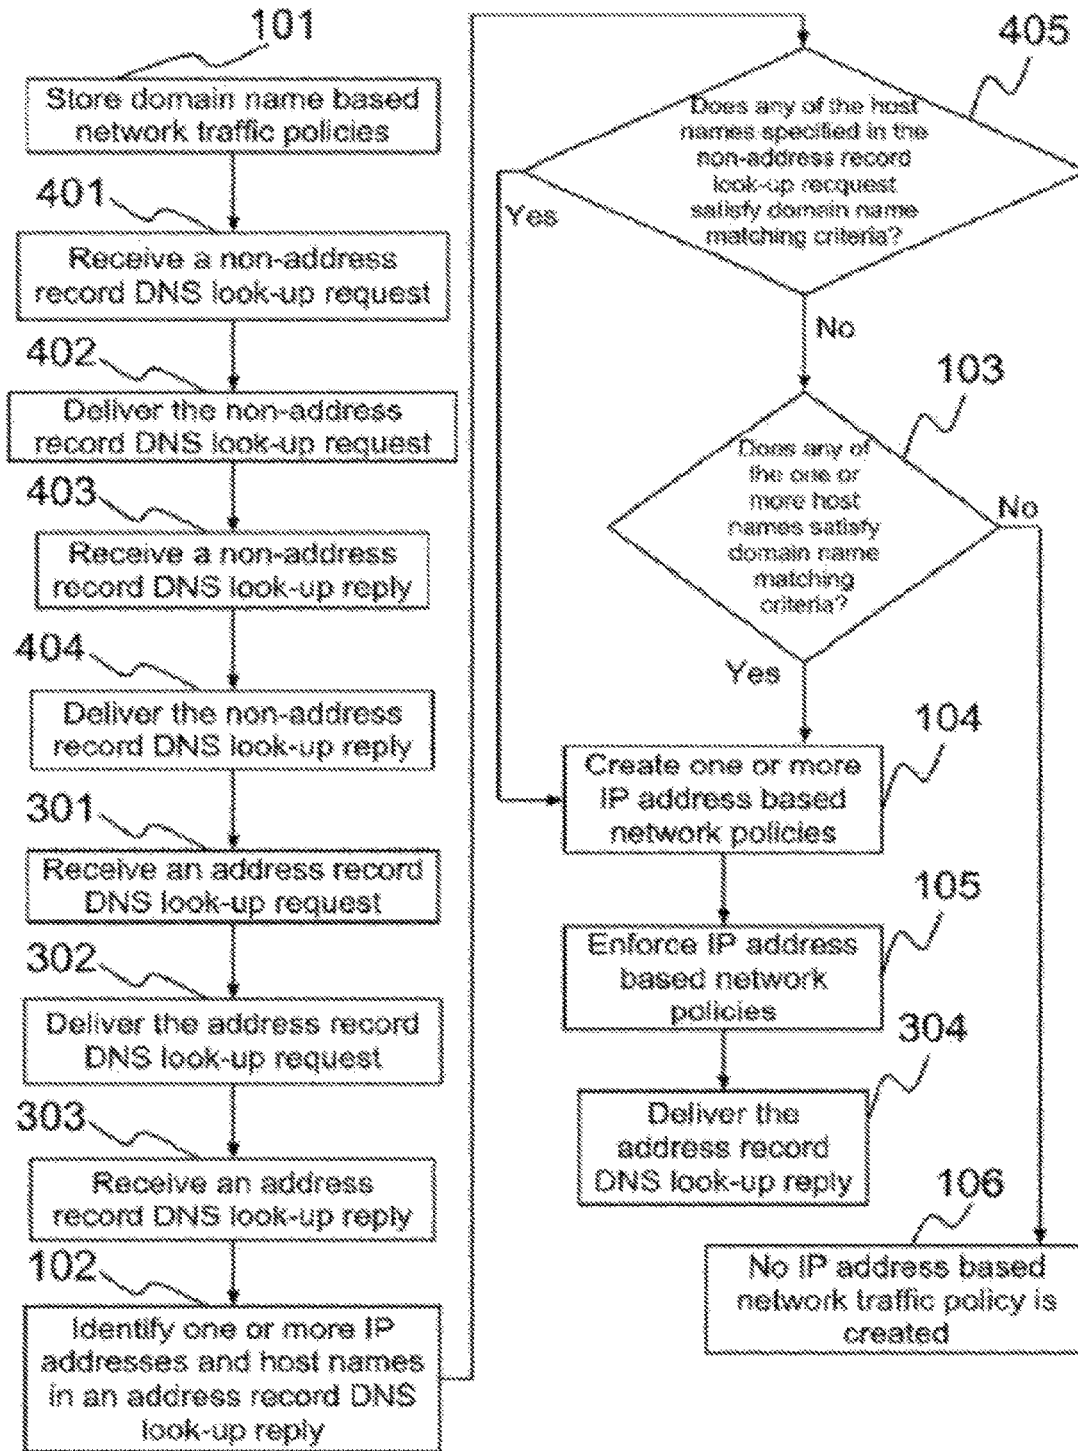 101
Store domain name based
network traffic policies
401
Receive a non-address
record DNS look-up request
402
Deliver the non-address
record DNS look-up request
403
Receive a non-address
record DNS look-up reply
404
Deliver the non-address
record DNS look-up reply
301
Receive an address record
DNS look-up request
302
Deliver the address record
DNS look-up request
303
Receive an address
record DNS look-up reply
102
Identify one or more IP
addresses and host names
in an address record DNS
look-up reply
405
Does any of the host
names specified in the
non-address record
look-up recquest
satisfy domain name
matching criteria?
Yes
No
103
Does any of
the one or
more host
names satisfy
domain name
matching
criteria?
No
Yes
104
Create one or more
IP address based
network policies
105
Enforce IP address
based network
policies
304
Deliver the
address record
DNS look-up reply
106
No IP address based
network traffic policy is
created